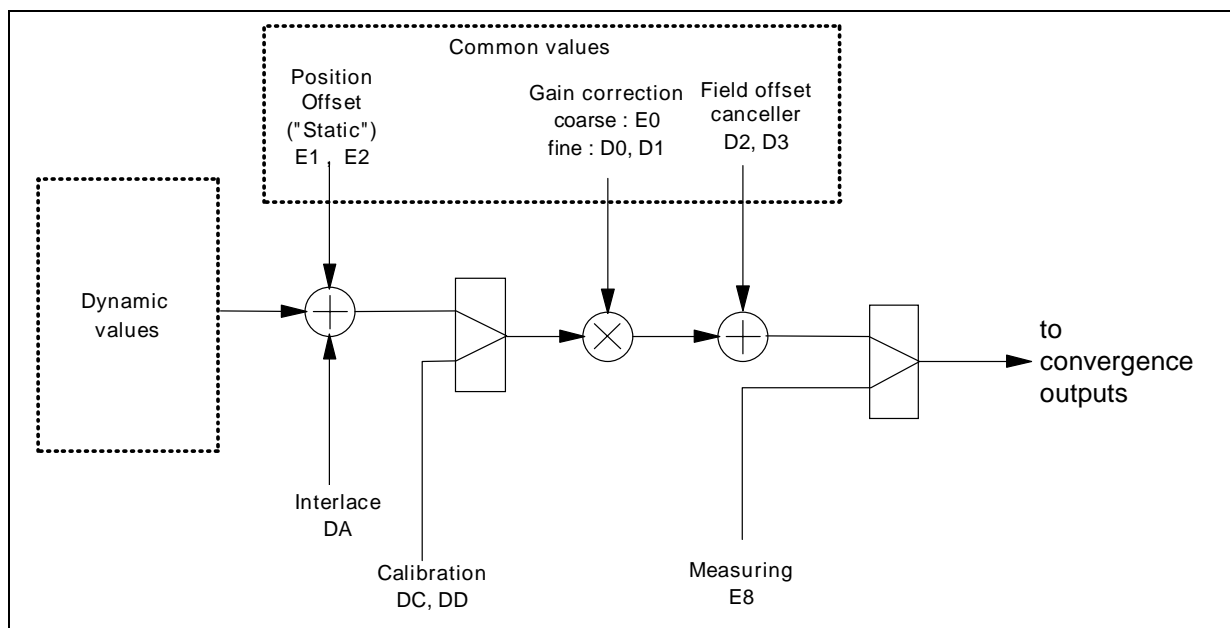 Common values
Position
Offset
("Static")
E1 , E2
Gain correction
coarse : E0
fine : D0, D1
Field offset
canceller
D2, D3
Dynamic
values
to
convergence
outputs
Interlace
DA
Calibration
DC, DD
Measuring
E8